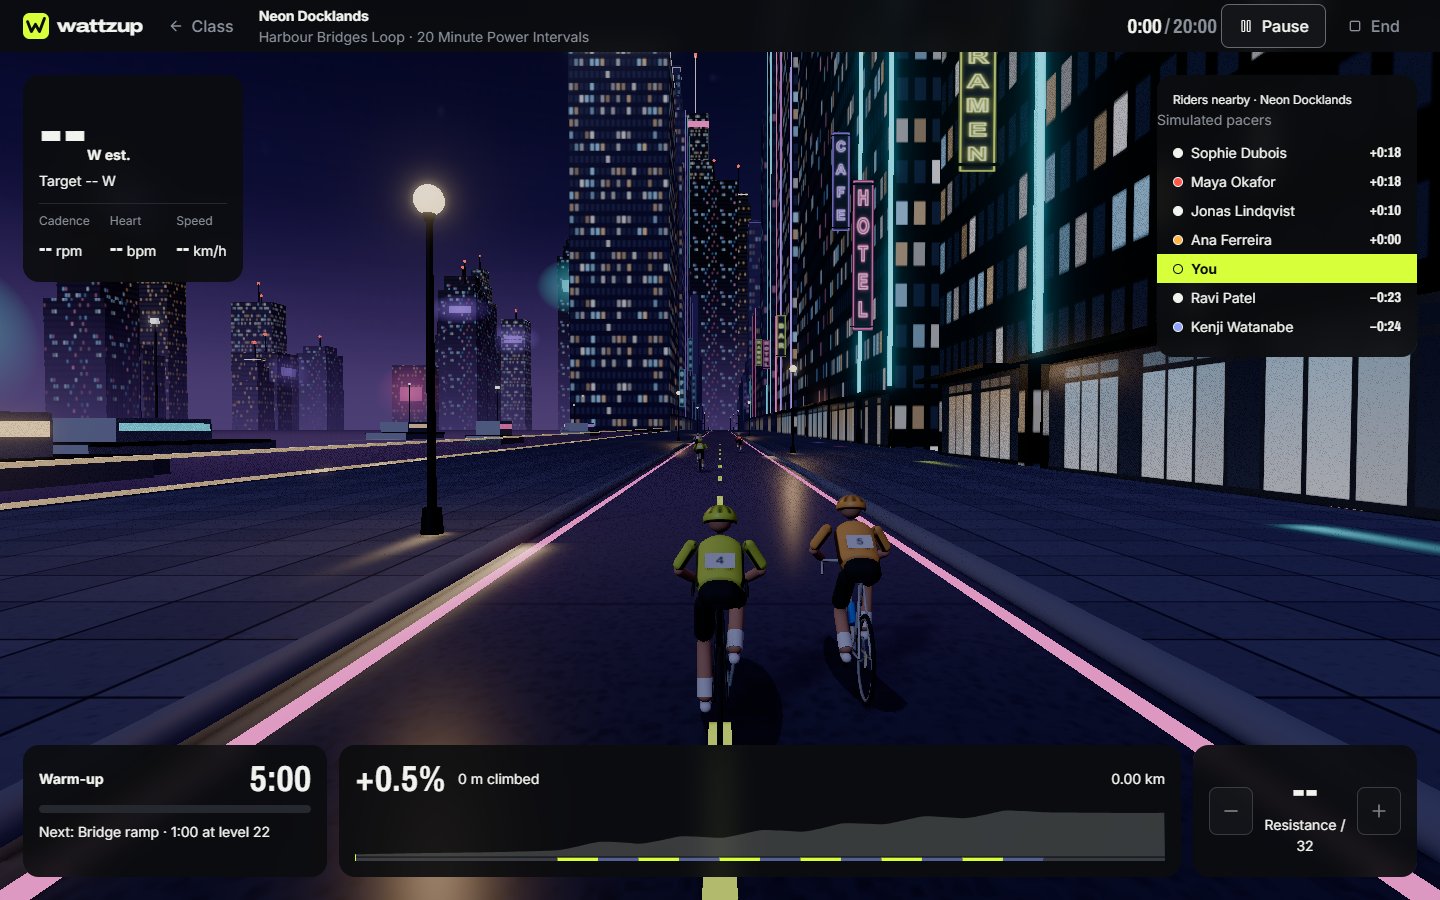 wattzup
← Class
Neon Docklands
Harbour Bridges Loop · 20 Minute Power Intervals
0:00 / 20:00
Pause
End
--
W est.
Target -- W
Cadence Heart Speed
-- rpm -- bpm -- km/h
RAMEN
CAFE
HOTEL
Riders nearby · Neon Docklands
Simulated pacers
Sophie Dubois +0:18
Maya Okafor +0:18
Jonas Lindqvist +0:10
Ana Ferreira +0:00
You
Ravi Patel −0:23
Kenji Watanabe −0:24
4
5
Warm-up 5:00
Next: Bridge ramp · 1:00 at level 22
+0.5% 0 m climbed 0.00 km
--
Resistance /
32